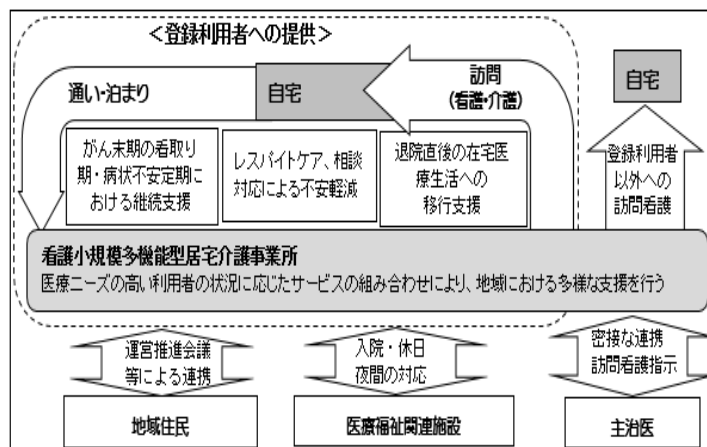 ＜登録利用者への提供＞
通い・泊まり
自宅
訪問
(看護・介護)
自宅
がん末期の看取り
期・病状不安定期に
おける継続支援
レスパイトケア、相談
対応による不安軽減
退院直後の在宅医
療生活への
移行支援
登録利用者
以外への
訪問看護
看護小規模多機能型居宅介護事業所
医療ニーズの高い利用者の状況に応じたサービスの組み合わせにより、地域における多様な支援を行う
運営推進会議
等による連携
入院・休日
夜間の対応
密接な連携
訪問看護指示
地域住民
医療福祉関連施設
主治医